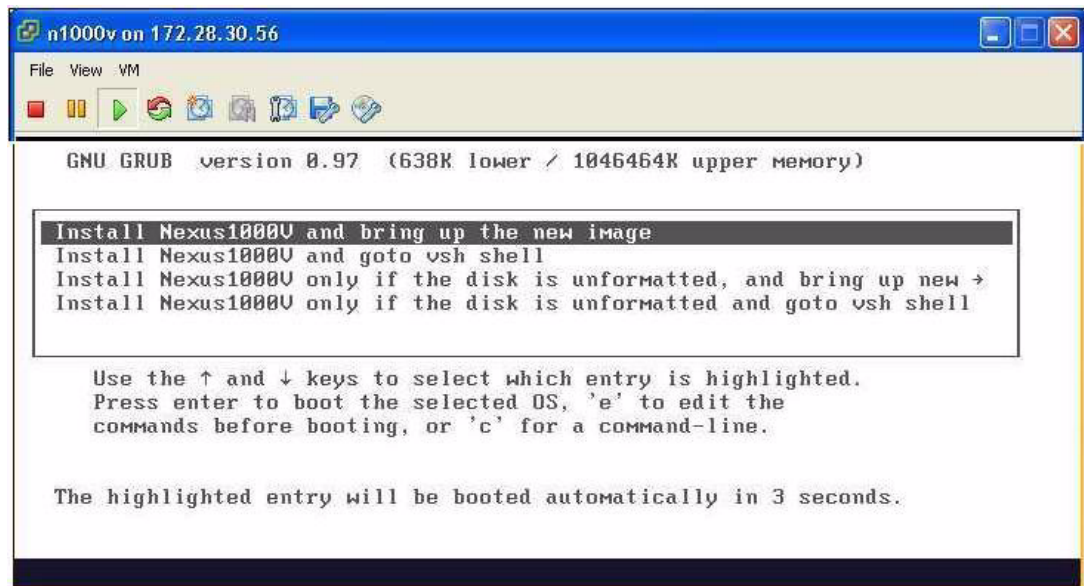 n1000v on 172.28.30.56
File View VM
GNU GRUB version 0.97 (638K lower / 1046464K upper memory)
Install Nexus1000V and bring up the new image
Install Nexus1000V and goto vsh shell
Install Nexus1000V only if the disk is unformatted, and bring up new →
Install Nexus1000V only if the disk is unformatted and goto vsh shell
Use the ↑ and ↓ keys to select which entry is highlighted.
Press enter to boot the selected OS, 'e' to edit the
commands before booting, or 'c' for a command-line.
The highlighted entry will be booted automatically in 3 seconds.